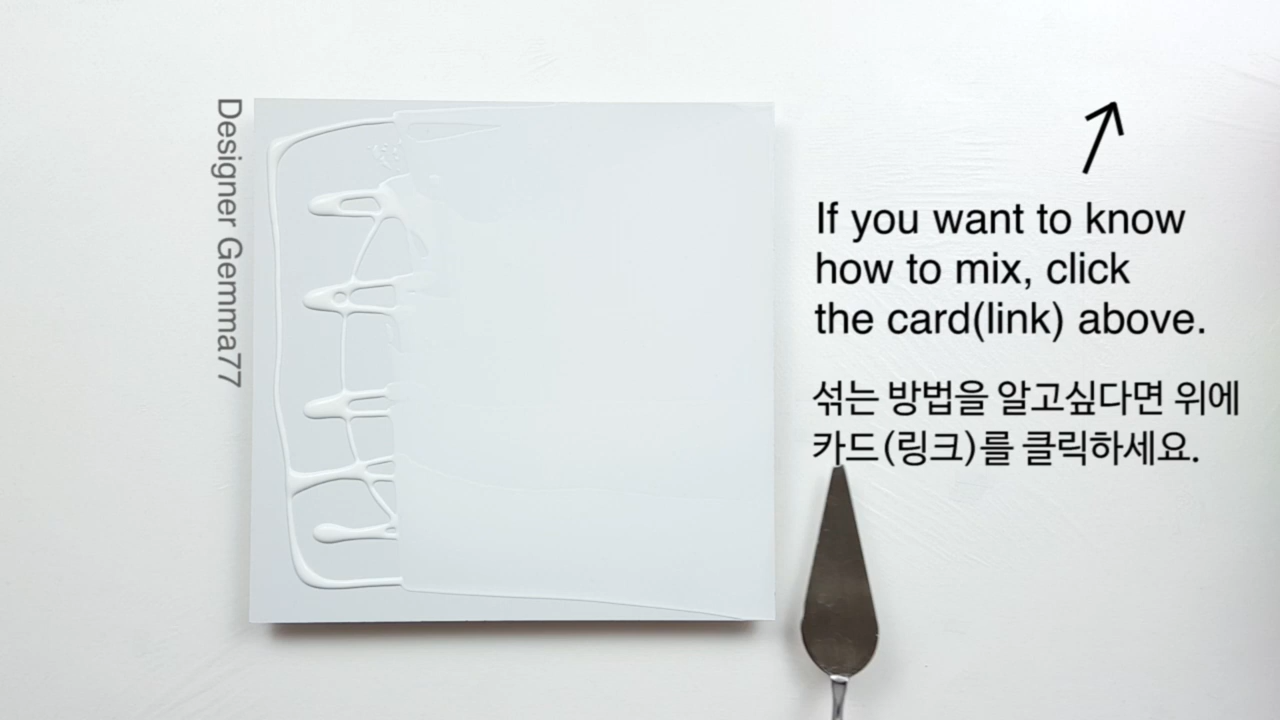 Designer Gemma77
If you want to know
how to mix, click
the card(link) above.
섞는 방법을 알고싶다면 위에
카드(링크)를 클릭하세요.